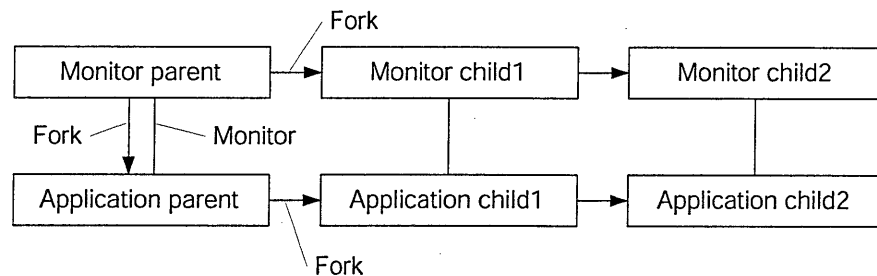 Fork
Monitor parent
Monitor child1
Monitor child2
Fork
Monitor
Application parent
Application child1
Application child2
Fork